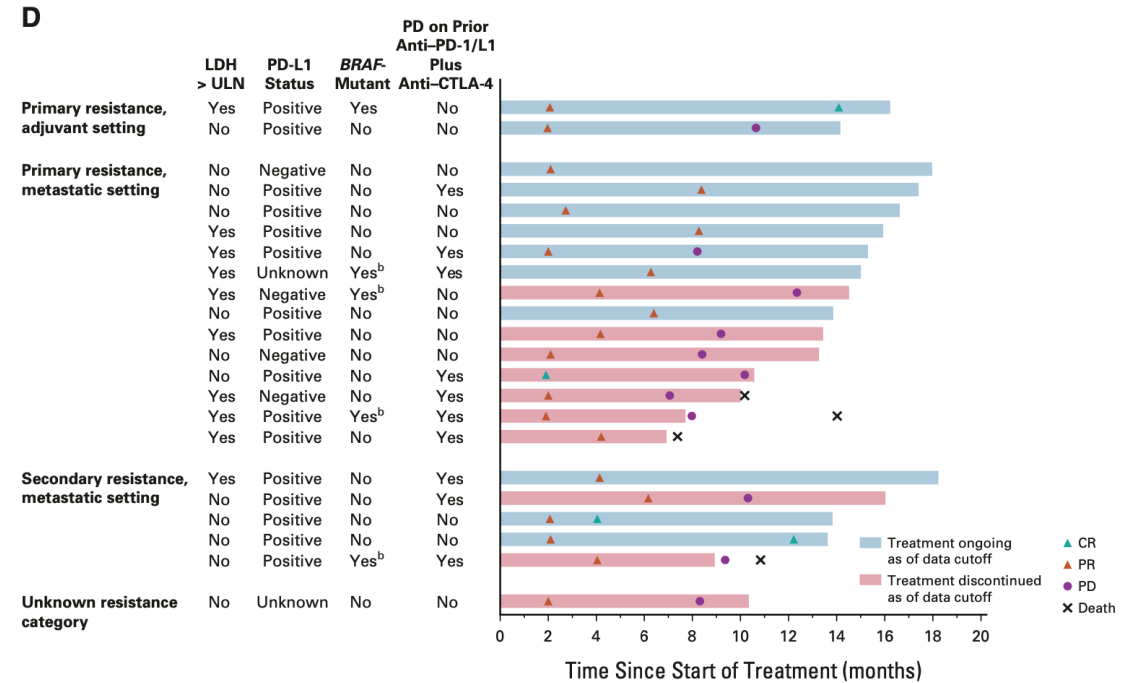 D
PD on Prior
Anti–PD-1/L1
LDH PD-L1 BRAF- Plus
> ULN Status Mutant Anti–CTLA-4
Primary resistance, Yes Positive Yes No
adjuvant setting No Positive No No
Primary resistance, No Negative No No
metastatic setting No Positive No Yes
No Positive No No
Yes Positive No No
Yes Positive No Yes
Yes Unknown Yesb Yes
Yes Negative Yesb No
No Positive No No
Yes Positive No No
No Negative No No
No Positive No Yes
Yes Negative No Yes
Yes Positive Yesb Yes
Yes Positive No Yes
Secondary resistance, Yes Positive No Yes
metastatic setting No Positive No Yes
No Positive No No
No Positive No No
No Positive Yesb Yes
Unknown resistance No Unknown No No
category
Treatment ongoing
as of data cutoff
Treatment discontinued
as of data cutoff
CR
PR
PD
Death
0 2 4 6 8 10 12 14 16 18 20
Time Since Start of Treatment (months)